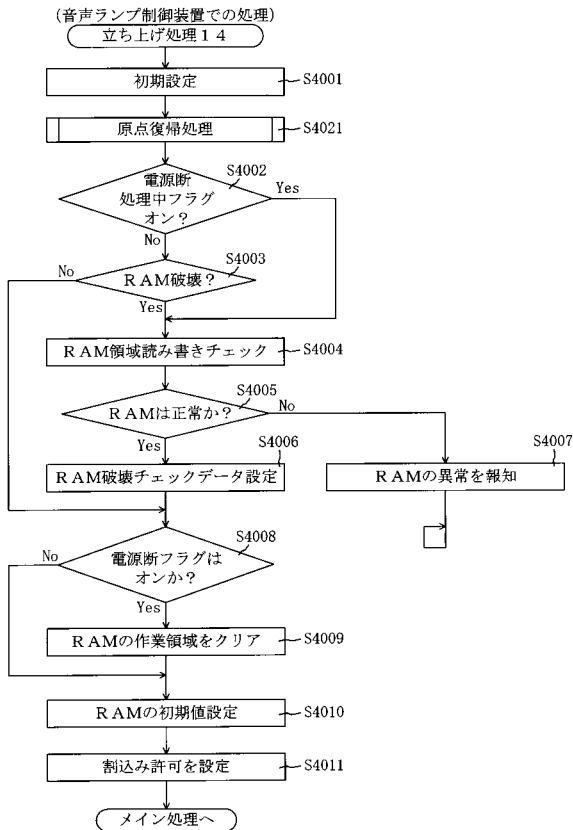 (音声ランプ制御装置での処理)
立ち上げ処理14
初期設定
S4001
原点復帰処理
S4021
S4002
電源断
処理中フラグ
オン?
Yes
No
S4003
No
RAM破壊?
Yes
RAM領域読み書きチェック
S4004
S4005
RAMは正常か?
No
Yes
S4006
S4007
RAM破壊チェックデータ設定
RAMの異常を報知
S4008
No
電源断フラグは
オンか?
Yes
RAMの作業領域をクリア
S4009
RAMの初期値設定
S4010
割込み許可を設定
S4011
メイン処理へ